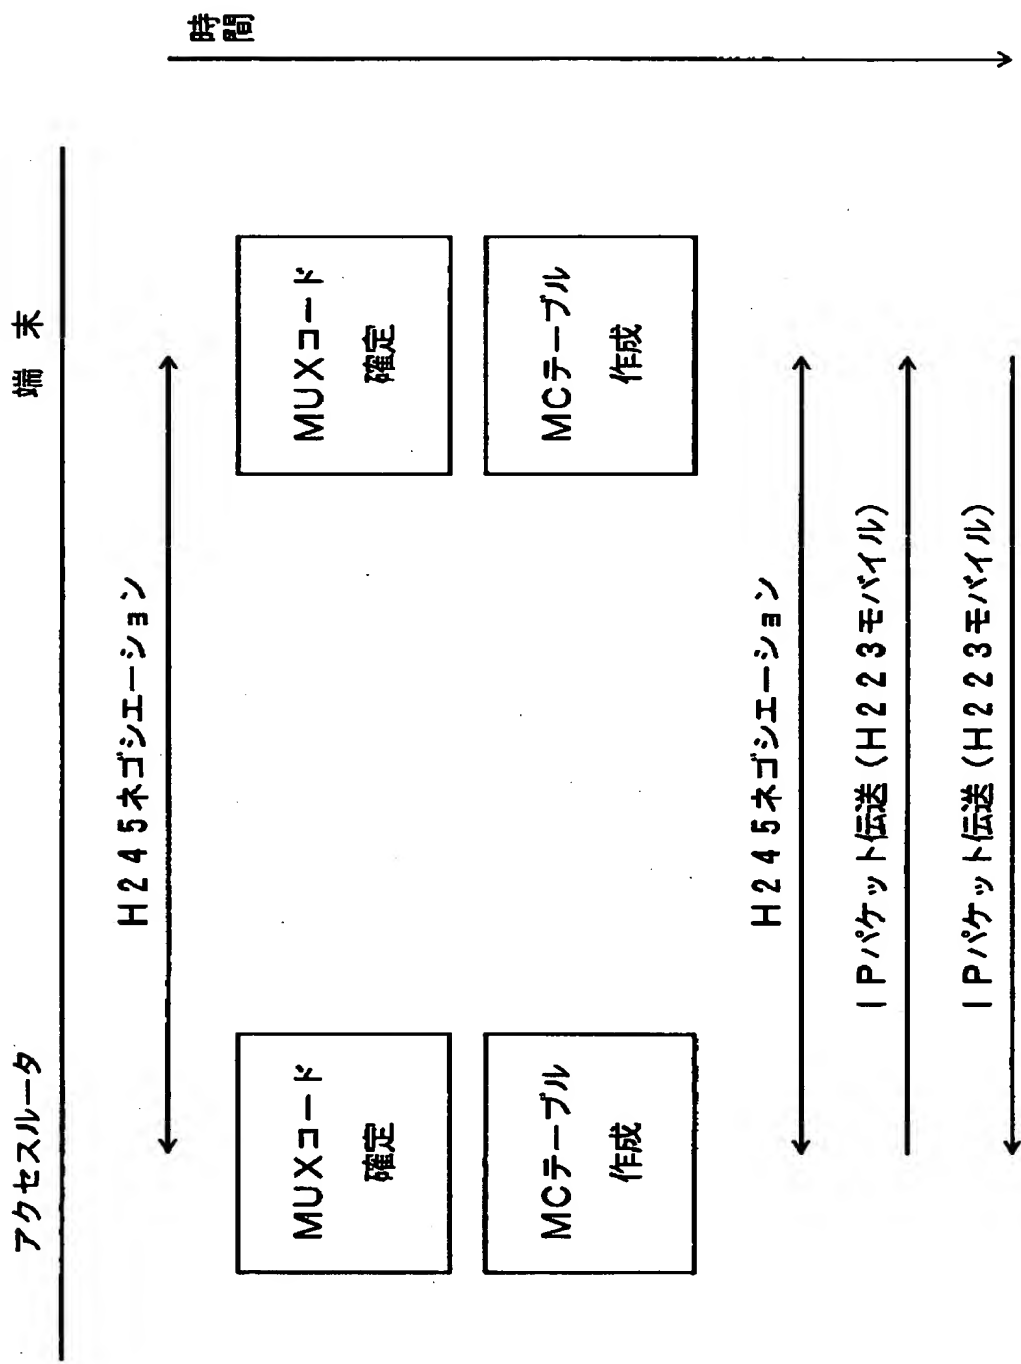 アクセスルータ
端 末
時間
H245ネゴシエーション
MUXコード
確定
MUXコード
確定
MCテーブル
作成
MCテーブル
作成
H245ネゴシエーション
IPパケット伝送(H223モバイル)
IPパケット伝送(H223モバイル)